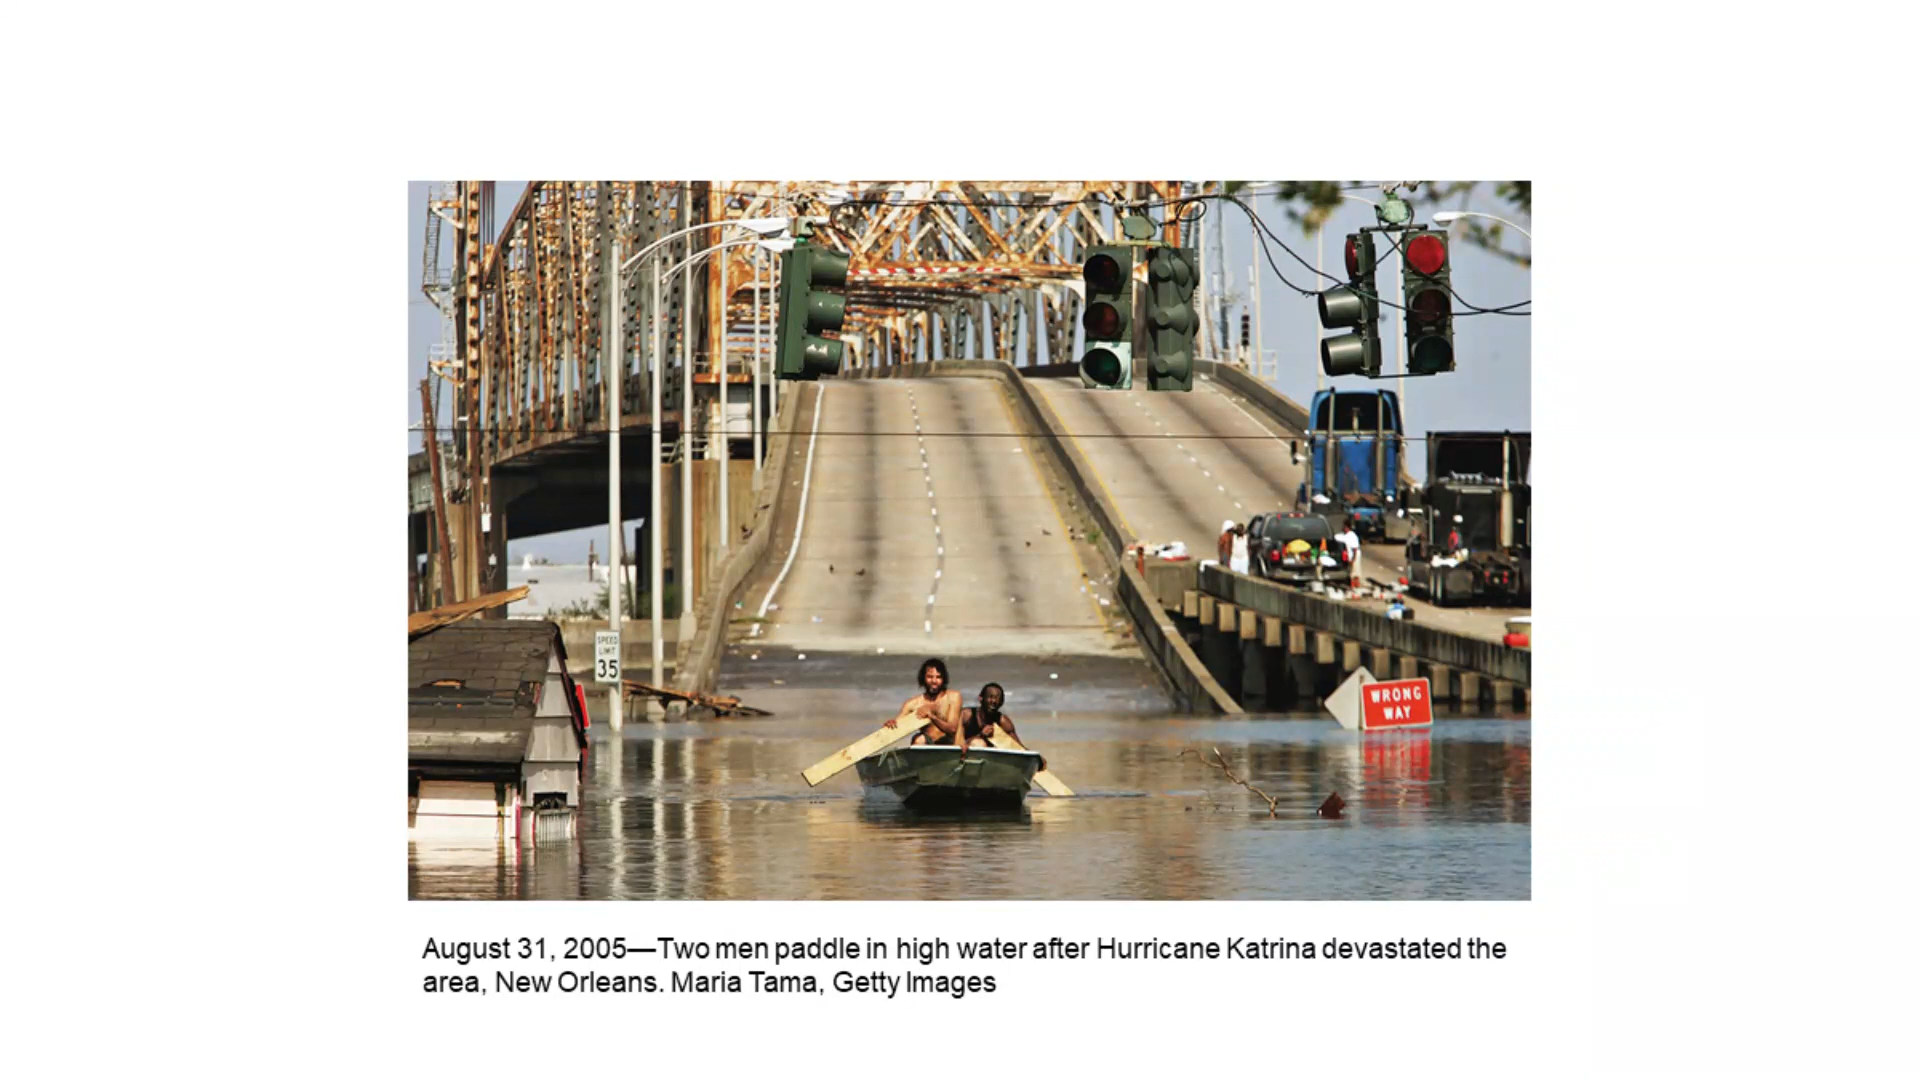 SPEED
LIMIT
35
WRONG
WAY
August 31, 2005—Two men paddle in high water after Hurricane Katrina devastated the
area, New Orleans. Maria Tama, Getty Images